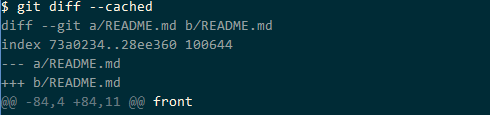 $ git diff --cached
diff --git a/README.md b/README.md
index 73a0234..28ee360 100644
--- a/README.md
+++ b/README.md
@@ -84,4 +84,11 @@ front